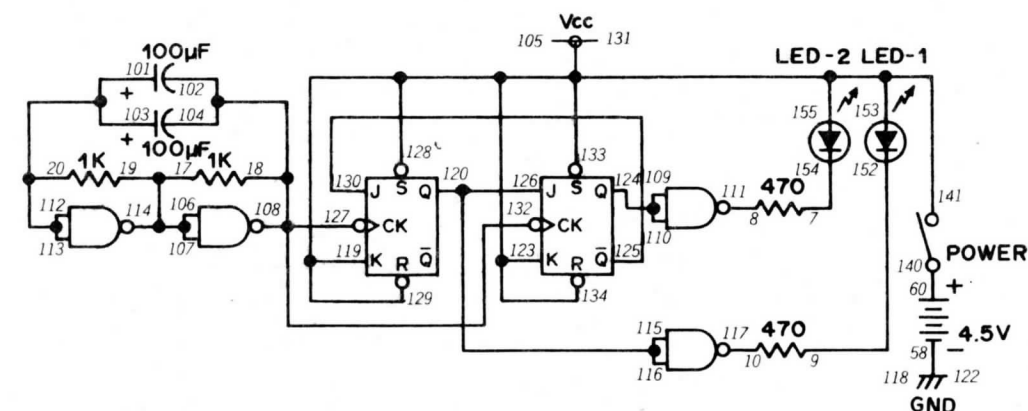 Vcc
105 131
100µF
101
102
+
103 104
+
100µF
LED-2 LED-1
155 153
154 152
20 1K 19 17 1K 18
112
113
114
106
107
108
128
130 J S Q 120
127 CK
119 K R Q̄
129
133
126 J S Q 124
132 CK
123 K R Q̄ 125
134
109
110
111
470
8 7
115
116
117
470
10 9
141
POWER
140
60 +
4.5V
58 −
118 122
GND